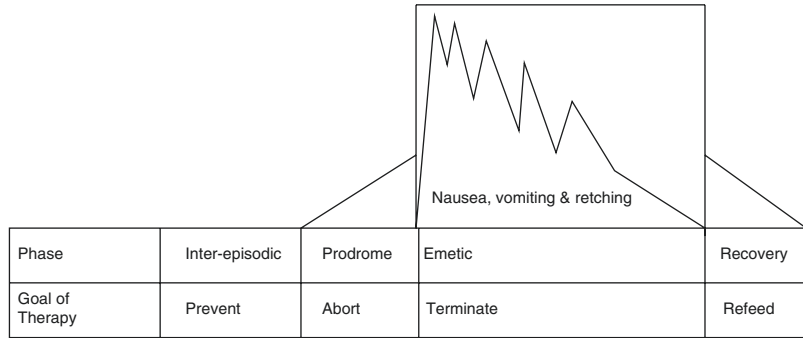 Nausea, vomiting & retching
Phase Inter-episodic Prodrome Emetic Recovery
Goal of
Therapy Prevent Abort Terminate Refeed